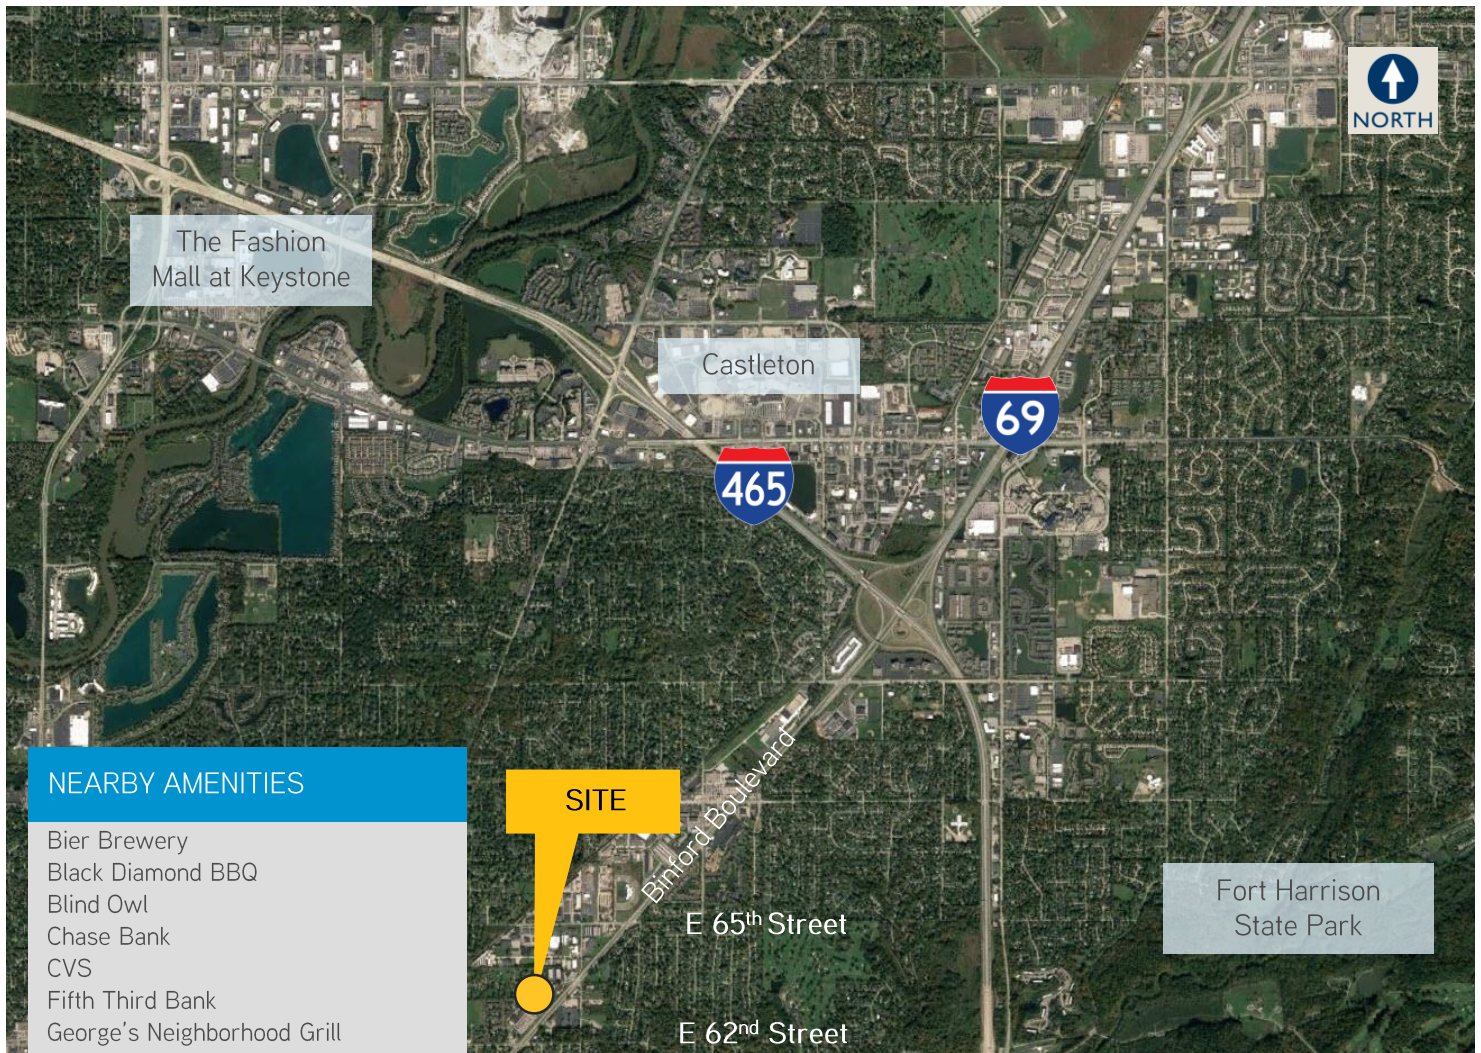 NORTH
The Fashion
Mall at Keystone
Castleton
69
465
Binford Boulevard
NEARBY AMENITIES
SITE
Bier Brewery
Black Diamond BBQ
Blind Owl
Chase Bank
CVS
Fifth Third Bank
George's Neighborhood Grill
E 65th Street
Fort Harrison
State Park
E 62nd Street